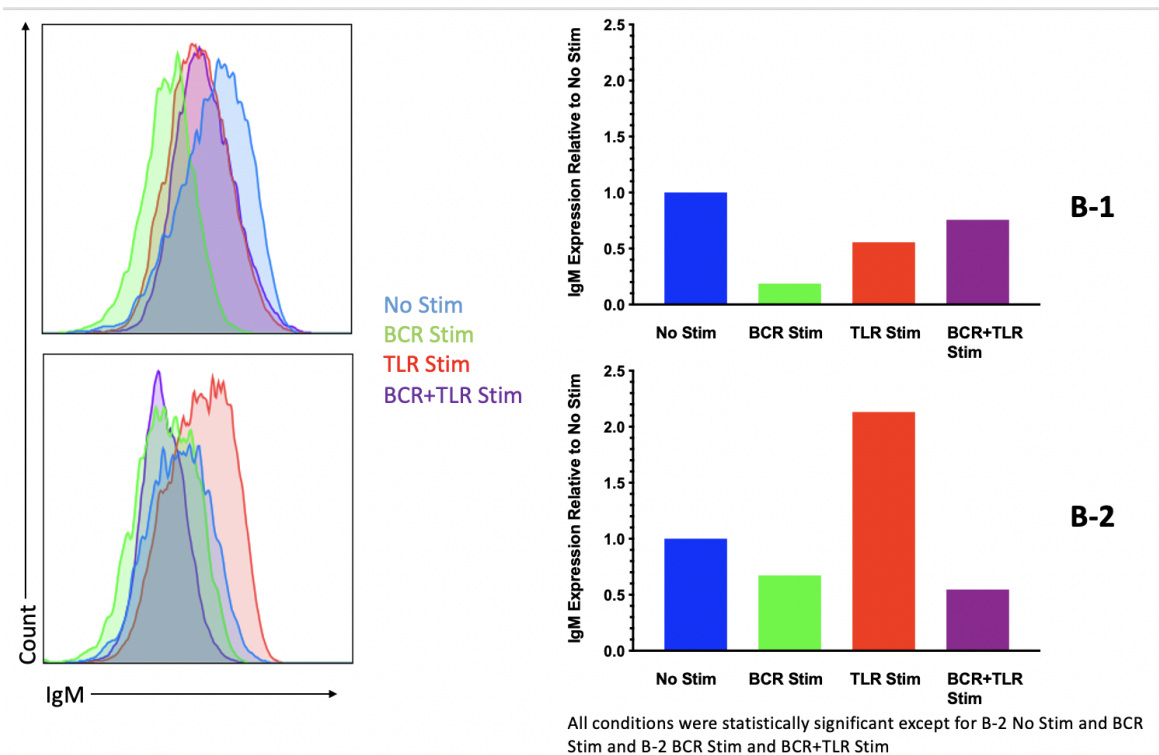 Count
IgM
No Stim
BCR Stim
TLR Stim
BCR+TLR Stim
IgM Expression Relative to No Stim
2.5
2.0
1.5
1.0
0.5
0.0
No Stim
BCR Stim
TLR Stim
BCR+TLR
Stim
B-1
IgM Expression Relative to No Stim
2.5
2.0
1.5
1.0
0.5
0.0
No Stim
BCR Stim
TLR Stim
BCR+TLR
Stim
B-2
All conditions were statistically significant except for B-2 No Stim and BCR
Stim and B-2 BCR Stim and BCR+TLR Stim